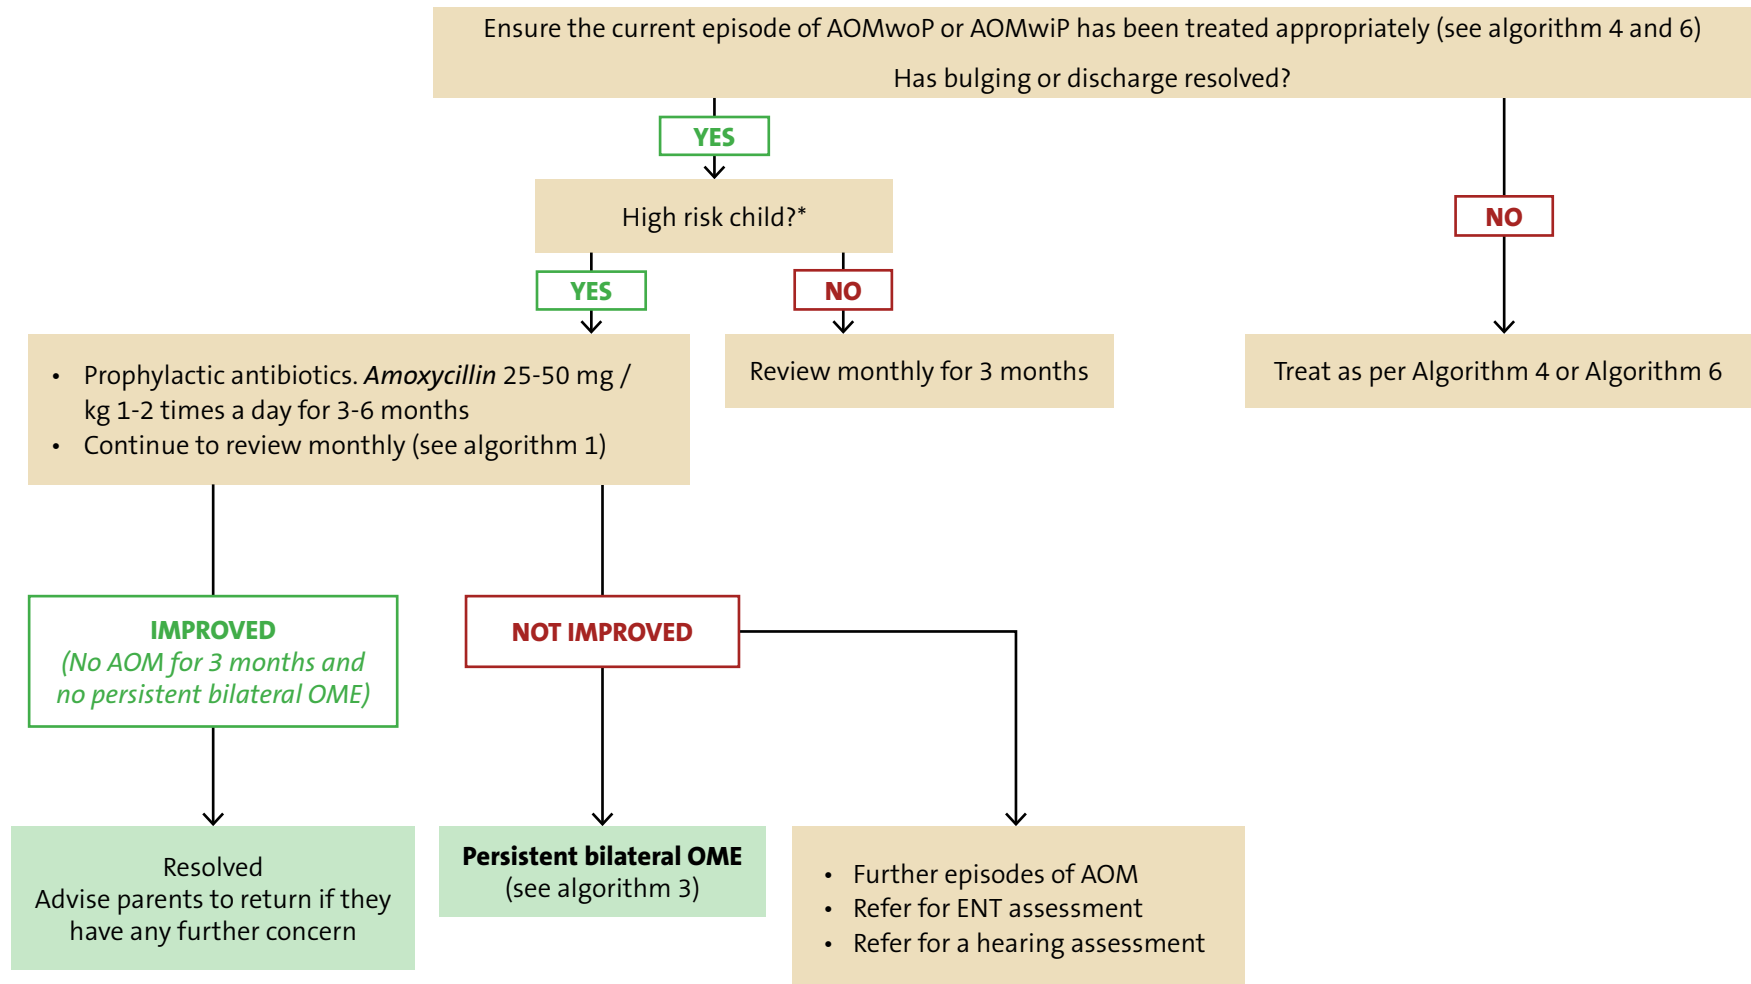 Ensure the current episode of AOMwoP or AOMwiP has been treated appropriately (see algorithm 4 and 6)
Has bulging or discharge resolved?
YES
NO
High risk child?*
YES
NO
• Prophylactic antibiotics. Amoxycillin 25-50 mg /
kg 1-2 times a day for 3-6 months
• Continue to review monthly (see algorithm 1)
Review monthly for 3 months
Treat as per Algorithm 4 or Algorithm 6
IMPROVED
(No AOM for 3 months and
no persistent bilateral OME)
NOT IMPROVED
Resolved
Advise parents to return if they
have any further concern
Persistent bilateral OME
(see algorithm 3)
• Further episodes of AOM
• Refer for ENT assessment
• Refer for a hearing assessment